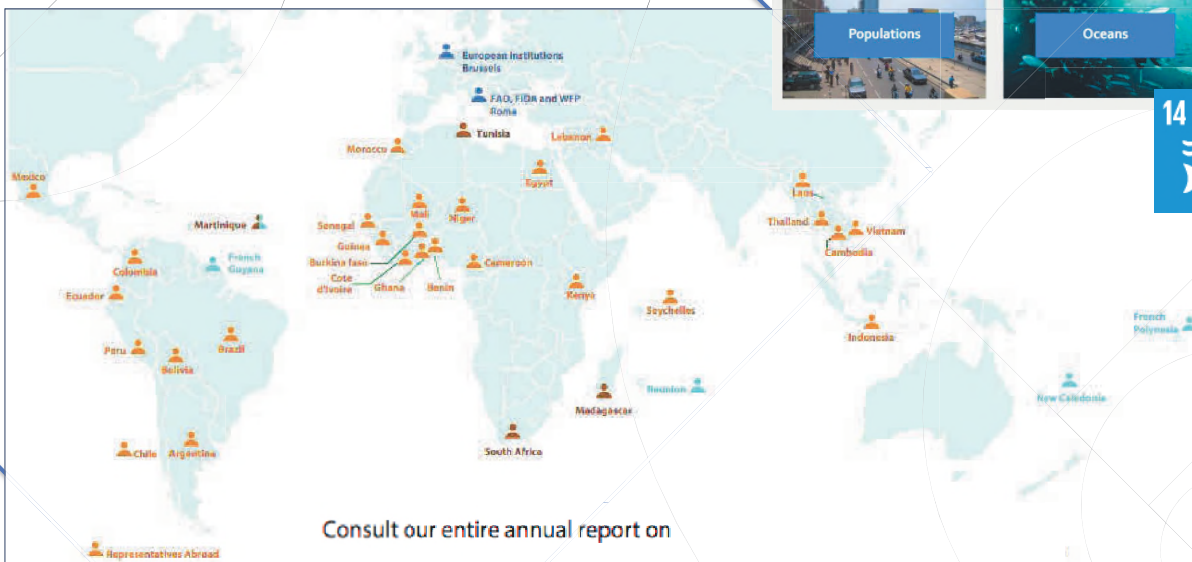 Populations
Oceans
14
European Institutions
Brussels
FAO, FIDA and WFP
Rome
Tunisia
Lebanon
Morocco
Egypt
Mexico
Laos
Mali
Niger
Martinique
Senegal
Thailand
Vietnam
Guinea
Cambodia
French
Guyana
Burkina faso
Cameroon
Colombia
Cote
d'Ivoire
Ghana
Benin
Ecuador
Kenya
Seychelles
French
Polynesia
Indonesia
Peru
Brazil
Bolivia
Reunion
New Caledonia
Madagascar
Chile
Argentina
South Africa
Consult our entire annual report on
Representatives Abroad